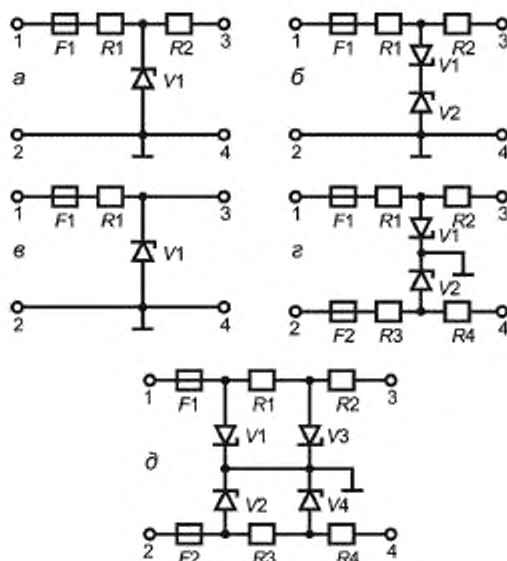 1 F1 R1 R2 3
а V1
2 4
1 F1 R1 R2 3
б V1
V2
2 4
1 F1 R1 3
в V1
2 4
1 F1 R1 R2 3
г V1
V2
2 F2 R3 R4 4
1 F1 R1 R2 3
V1 V3
д
V2 V4
2 F2 R3 R4 4